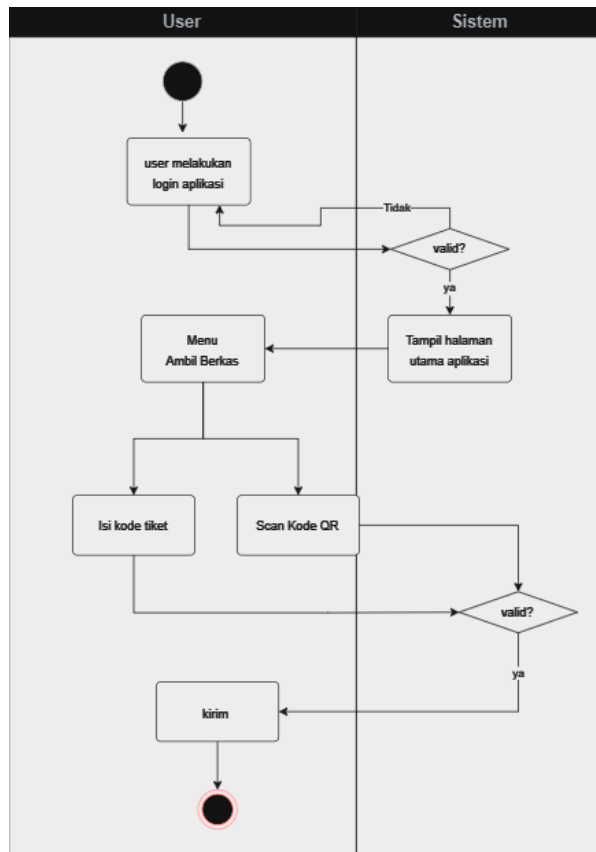 User
Sistem
user melakukan
login aplikasi
Tidak
valid?
ya
Menu
Ambil Berkas
Tampil halaman
utama aplikasi
Isi kode tiket
Scan Kode QR
valid?
ya
kirim